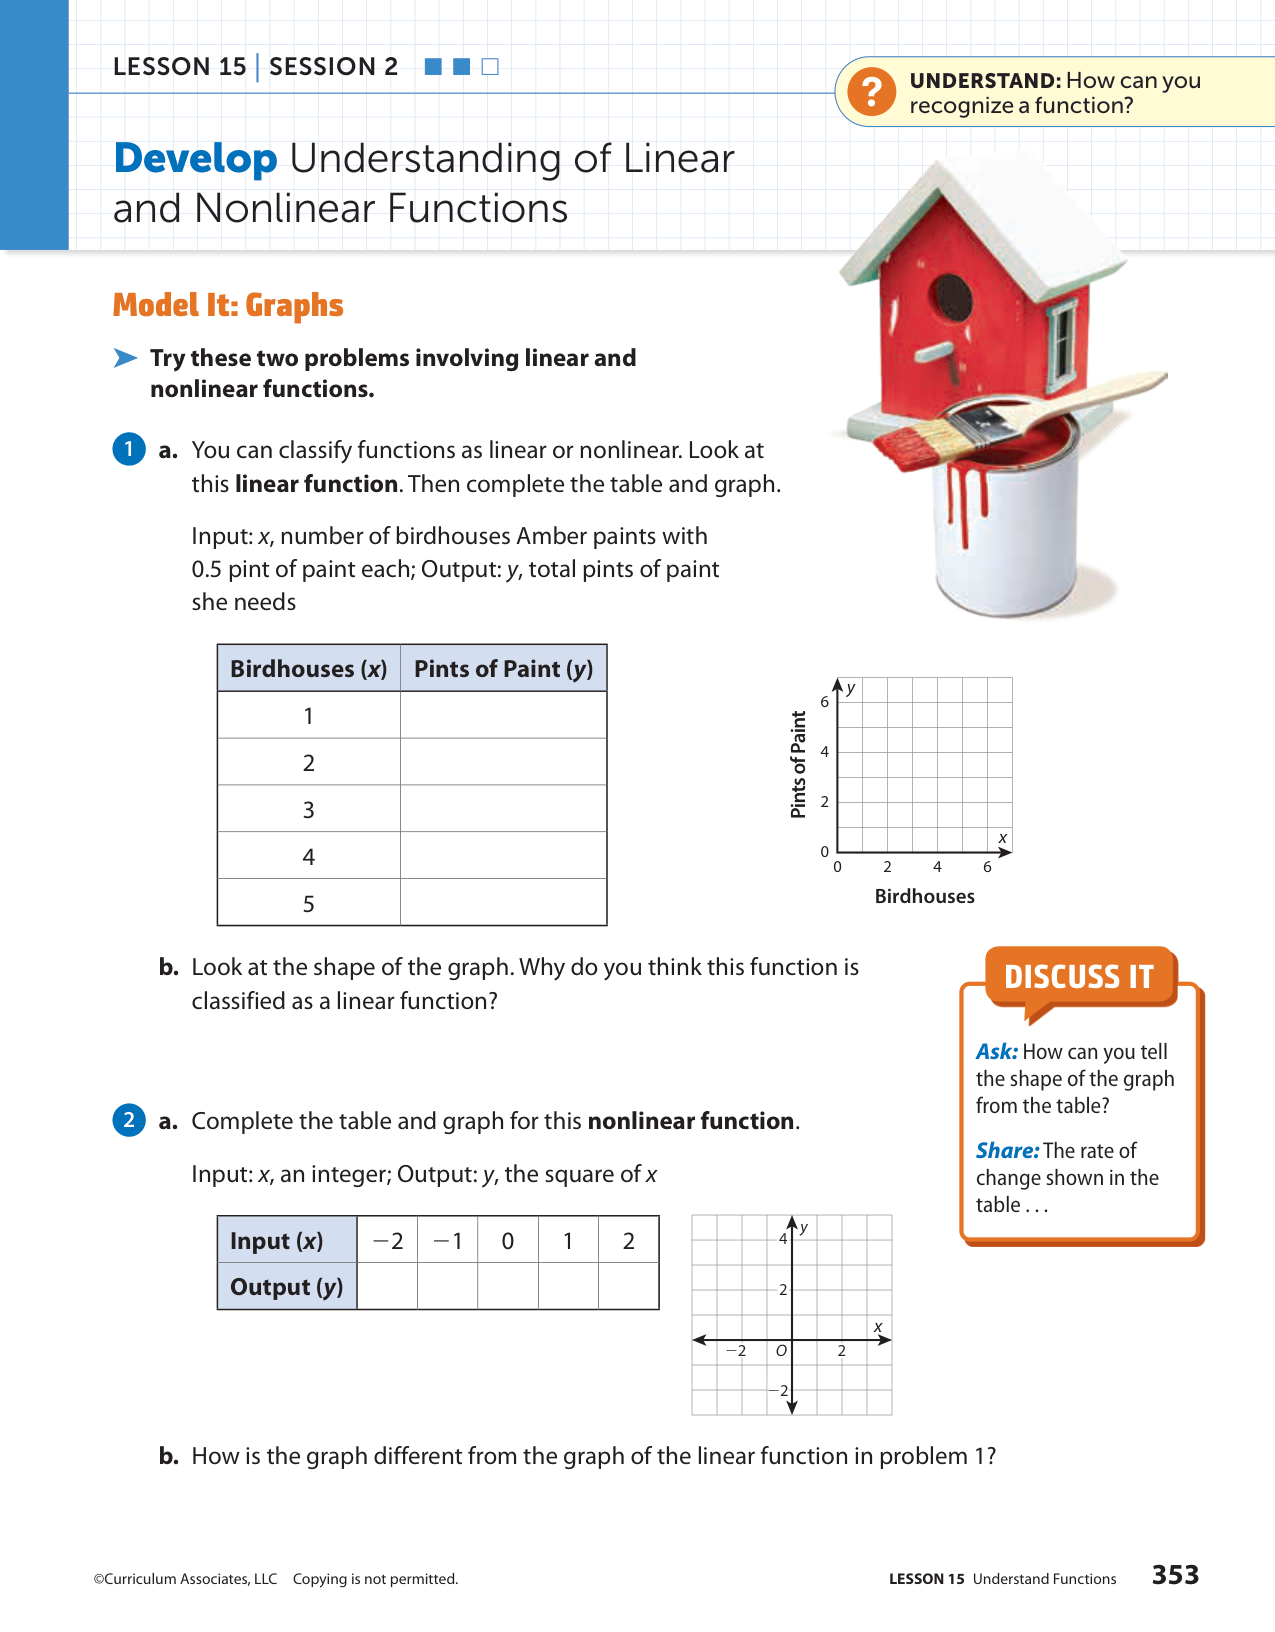 LESSON 15 | SESSION 2
? UNDERSTAND: How can you
recognize a function?
Develop Understanding of Linear
and Nonlinear Functions
Model It: Graphs
Try these two problems involving linear and
nonlinear functions.
1 a. You can classify functions as linear or nonlinear. Look at
this linear function. Then complete the table and graph.
Input: x, number of birdhouses Amber paints with
0.5 pint of paint each; Output: y, total pints of paint
she needs
Birdhouses (x) Pints of Paint (y)
1
2
3
4
5
y
6
4
2
0
Pints of Paint
x
0 2 4 6
Birdhouses
b. Look at the shape of the graph. Why do you think this function is
classified as a linear function?
DISCUSS IT
Ask: How can you tell
the shape of the graph
from the table?
Share: The rate of
change shown in the
table . . .
2 a. Complete the table and graph for this nonlinear function.
Input: x, an integer; Output: y, the square of x
Input (x) −2 −1 0 1 2
Output (y)
y
4
2
x
−2 O 2
−2
b. How is the graph different from the graph of the linear function in problem 1?
©Curriculum Associates, LLC Copying is not permitted.
LESSON 15 Understand Functions 353